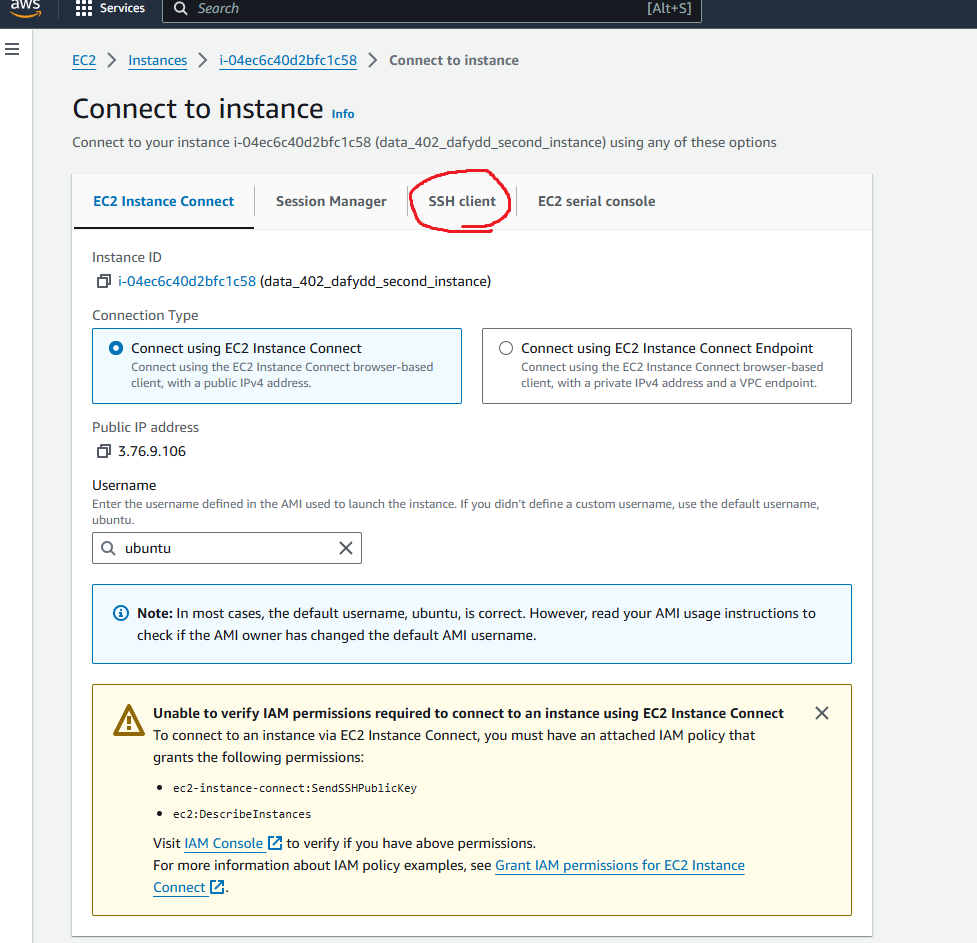 aws
Services
Search
[Alt+S]
EC2 > Instances > i-04ec6c40d2bfc1c58 > Connect to instance
Connect to instance Info
Connect to your instance i-04ec6c40d2bfc1c58 (data_402_dafydd_second_instance) using any of these options
EC2 Instance Connect
Session Manager
SSH client
EC2 serial console
Instance ID
i-04ec6c40d2bfc1c58 (data_402_dafydd_second_instance)
Connection Type
Connect using EC2 Instance Connect
Connect using the EC2 Instance Connect browser-based
client, with a public IPv4 address.
Connect using EC2 Instance Connect Endpoint
Connect using the EC2 Instance Connect browser-based
client, with a private IPv4 address and a VPC endpoint.
Public IP address
3.76.9.106
Username
Enter the username defined in the AMI used to launch the instance. If you didn't define a custom username, use the default username,
ubuntu.
ubuntu
Note: In most cases, the default username, ubuntu, is correct. However, read your AMI usage instructions to
check if the AMI owner has changed the default AMI username.
Unable to verify IAM permissions required to connect to an instance using EC2 Instance Connect
To connect to an instance via EC2 Instance Connect, you must have an attached IAM policy that
grants the following permissions:
• ec2-instance-connect:SendSSHPublicKey
• ec2:DescribeInstances
Visit IAM Console to verify if you have above permissions.
For more information about IAM policy examples, see Grant IAM permissions for EC2 Instance
Connect .